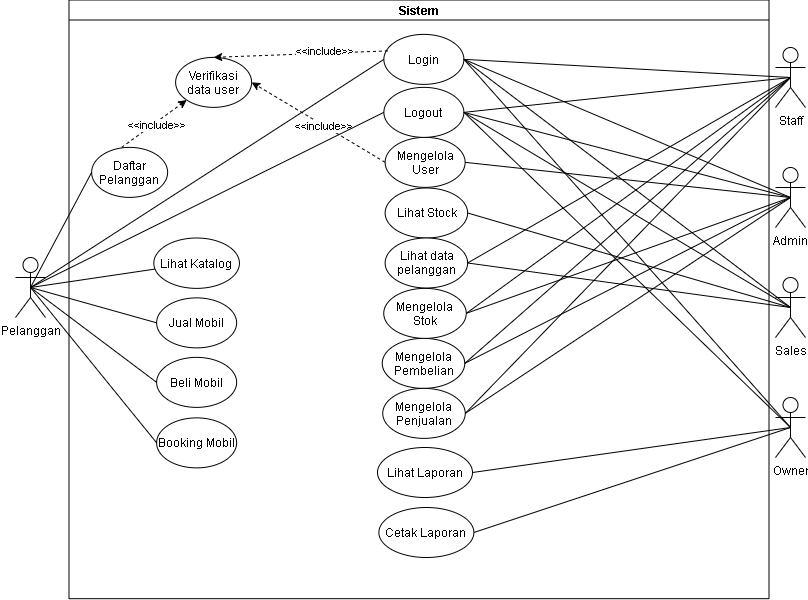 Sistem
<<include>>
Login
Verifikasi
data user
Staff
Logout
<<include>>
<<include>>
Mengelola
User
Daftar
Pelanggan
Lihat Stock
Admin
Lihat Katalog
Lihat data
pelanggan
Pelanggan
Mengelola
Stok
Jual Mobil
Sales
Mengelola
Pembelian
Beli Mobil
Mengelola
Penjualan
Booking Mobil
Owner
Lihat Laporan
Cetak Laporan